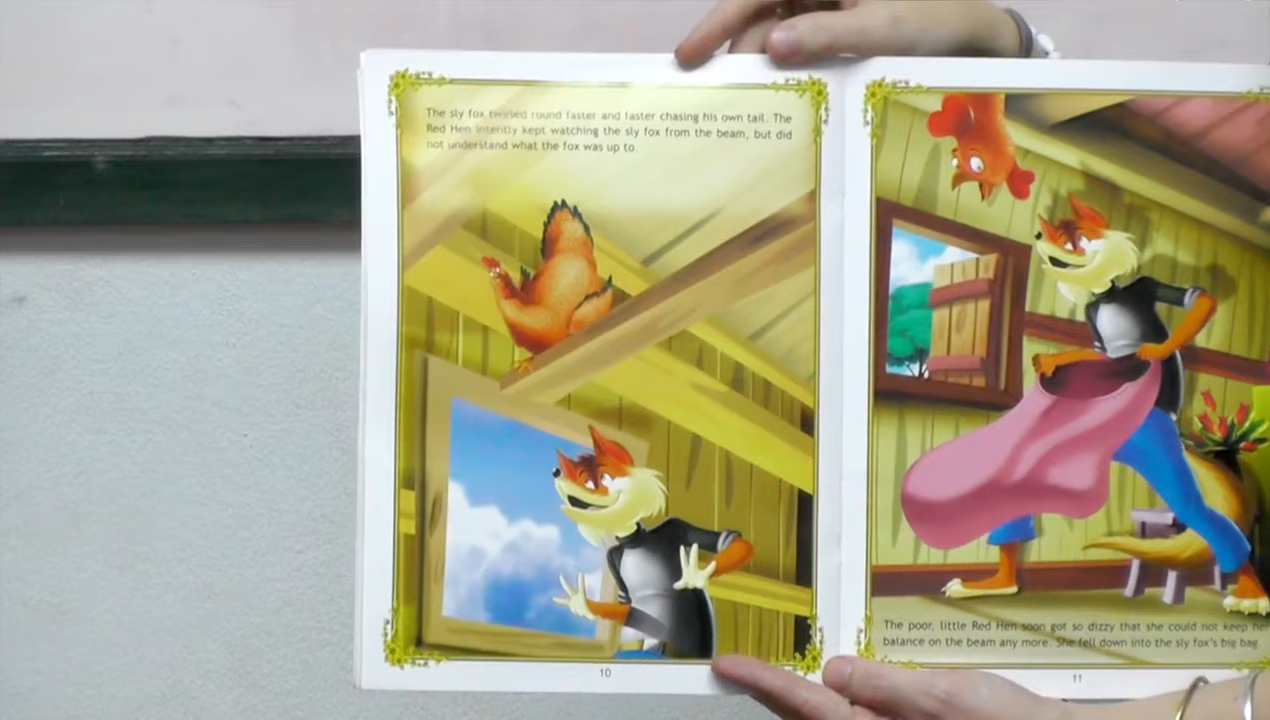 The sly fox twirled round faster and faster chasing his own tail. The
Red Hen intently kept watching the sly fox from the beam, but did
not understand what the fox was up to.
10
The poor, little Red Hen soon got so dizzy that she could not keep her
balance on the beam any more. She fell down into the sly fox's big bag.
11